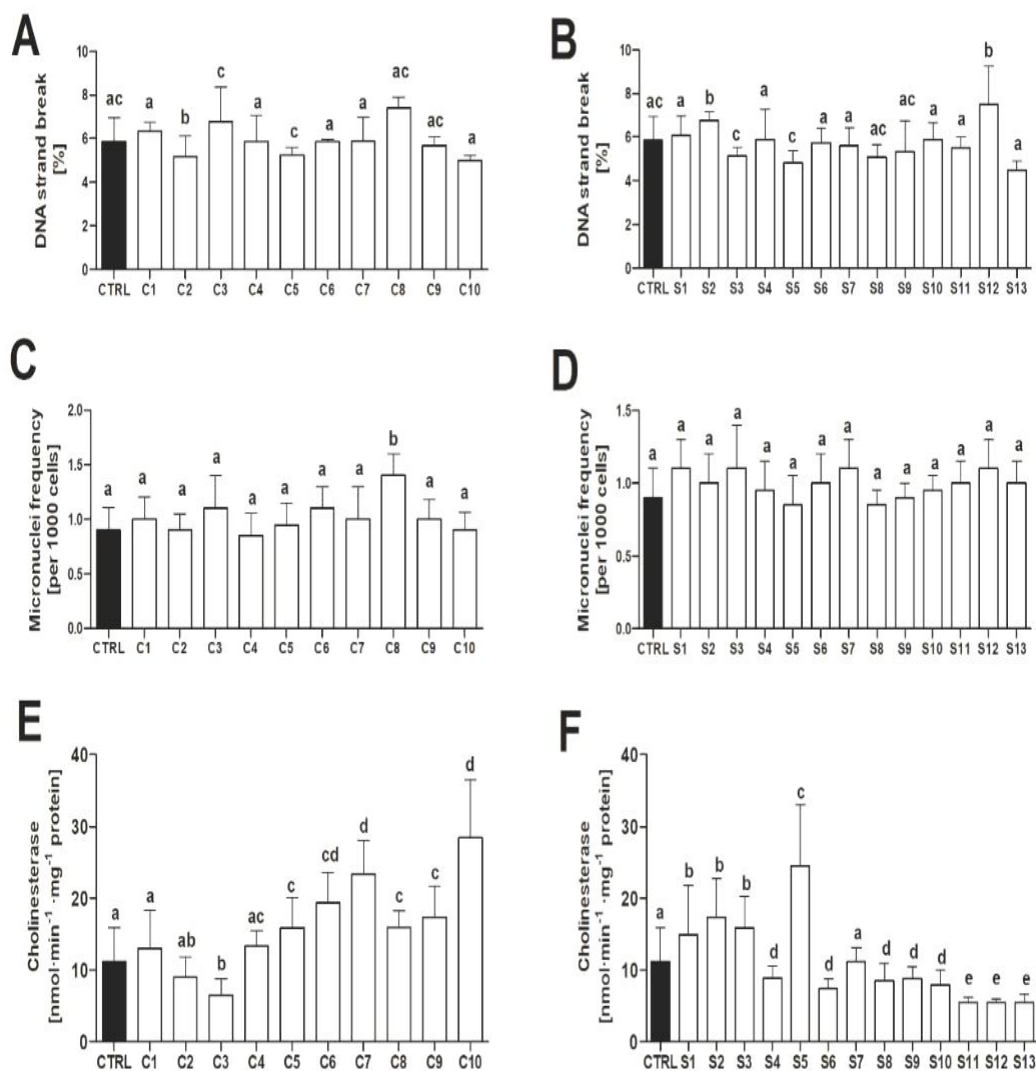 A
DNA strand break
[%]
10
8
6
4
2
0
ac a b c a c a a ac ac a
CTRL C1 C2 C3 C4 C5 C6 C7 C8 C9 C10
B
DNA strand break
[%]
10
8
6
4
2
0
ac a b c a c a a ac ac a a b a
CTRL S1 S2 S3 S4 S5 S6 S7 S8 S9 S10 S11 S12 S13
C
Micronuclei frequency
[per 1000 cells]
2.0
1.5
1.0
0.5
0.0
a a a a a a a a b a a
CTRL C1 C2 C3 C4 C5 C6 C7 C8 C9 C10
D
Micronuclei frequency
[per 1000 cells]
1.5
1.0
0.5
0.0
a a a a a a a a a a a a a a
CTRL S1 S2 S3 S4 S5 S6 S7 S8 S9 S10 S11 S12 S13
E
Cholinesterase
[nmol·min⁻¹ ·mg⁻¹ protein]
40
30
20
10
0
a a ab b ac c cd d c c d
CTRL C1 C2 C3 C4 C5 C6 C7 C8 C9 C10
F
Cholinesterase
[nmol·min⁻¹ ·mg⁻¹ protein]
40
30
20
10
0
a b b b d c d a d d d e e e
CTRL S1 S2 S3 S4 S5 S6 S7 S8 S9 S10 S11 S12 S13